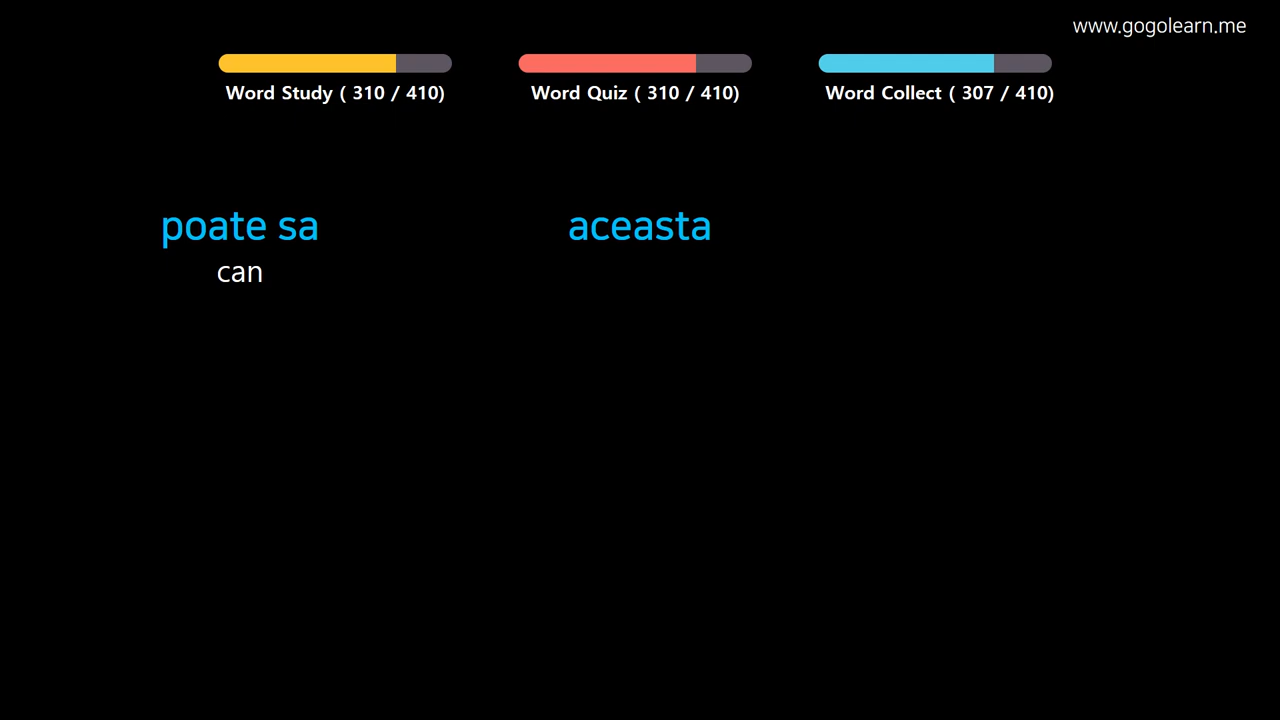 www.gogolearn.me
Word Study ( 310 / 410)
Word Quiz ( 310 / 410)
Word Collect ( 307 / 410)
poate sa
can
aceasta